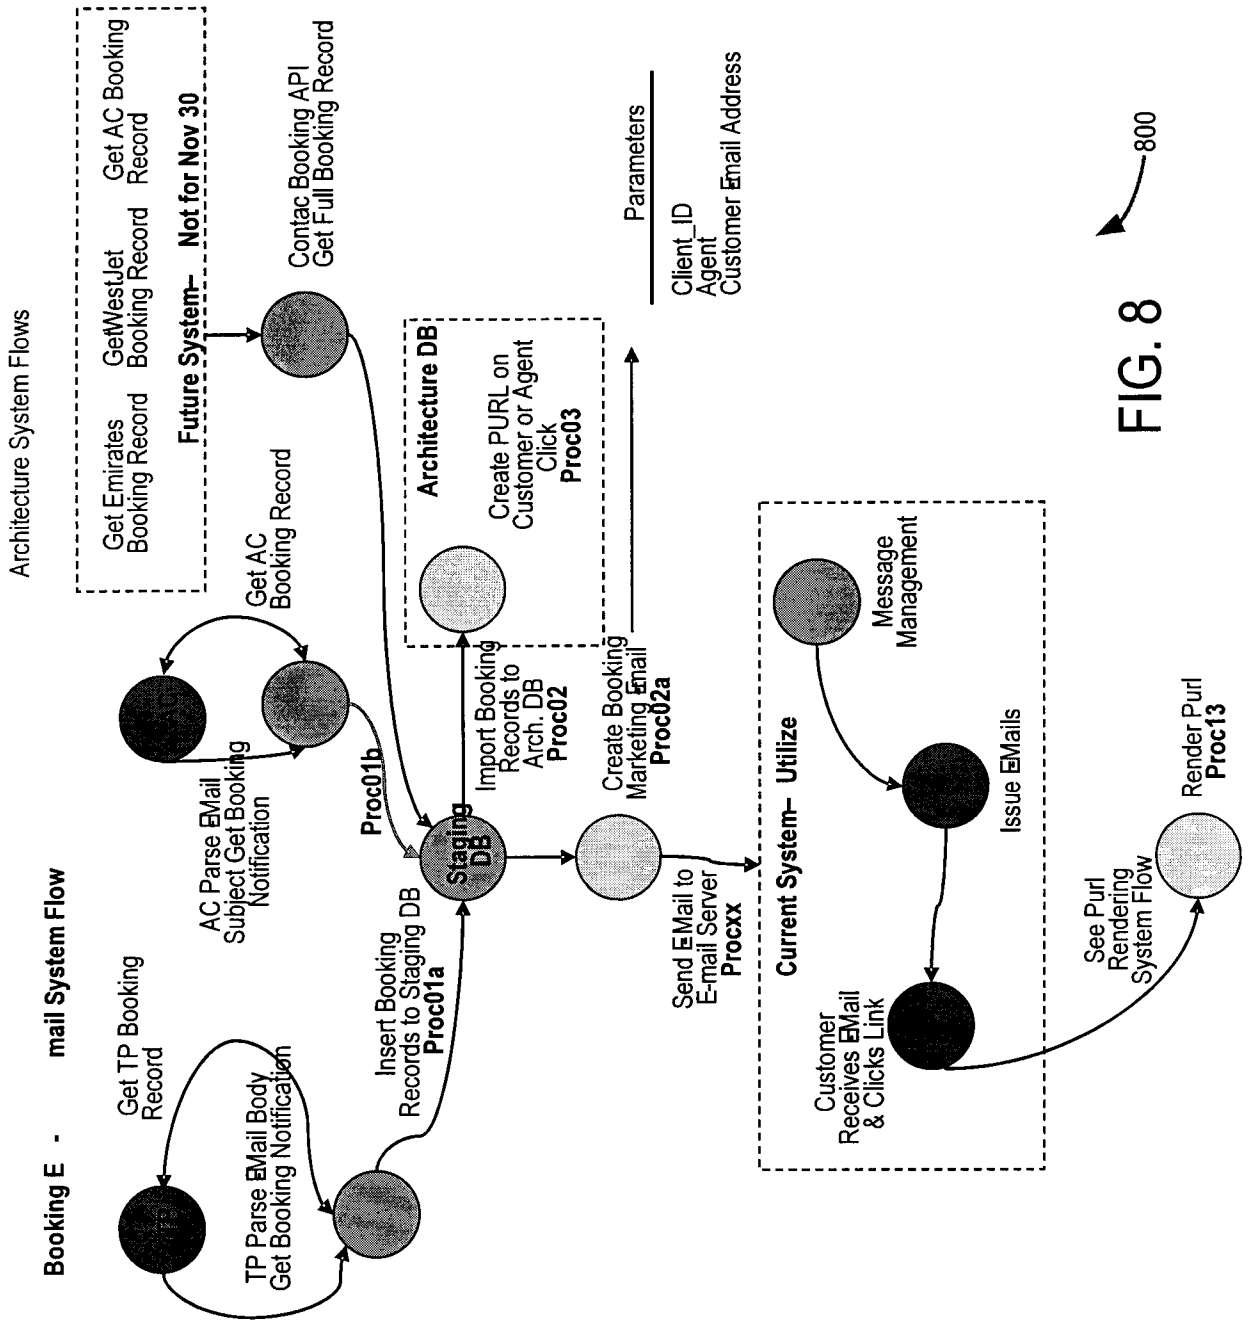 Architecture System Flows
Booking E - mail System Flow
Get TP Booking
Record
TP
TP Parse EMail Body
Get Booking Notification
AC Parse EMail
Subject Get Booking
Notification
AC
Get AC
Booking Record
Get Emirates
Booking Record
GetWestJet
Booking Record
Get AC Booking
Record
Future System– Not for Nov 30
Contac Booking API
Get Full Booking Record
Insert Booking
Records to Staging DB
Proc01a
Proc01b
Staging
DB
Import Booking
Records to
Arch. DB
Proc02
Architecture DB
Create PURL on
Customer or Agent
Click
Proc03
Create Booking
Marketing Email
Proc02a
Parameters
Client_ID
Agent
Customer Email Address
Send EMail to
E-mail Server
Procxx
Current System– Utilize
Message
Management
Issue EMails
Customer
Receives EMail
& Clicks Link
See Purl
Rendering
System Flow
Render Purl
Proc13
800
FIG. 8